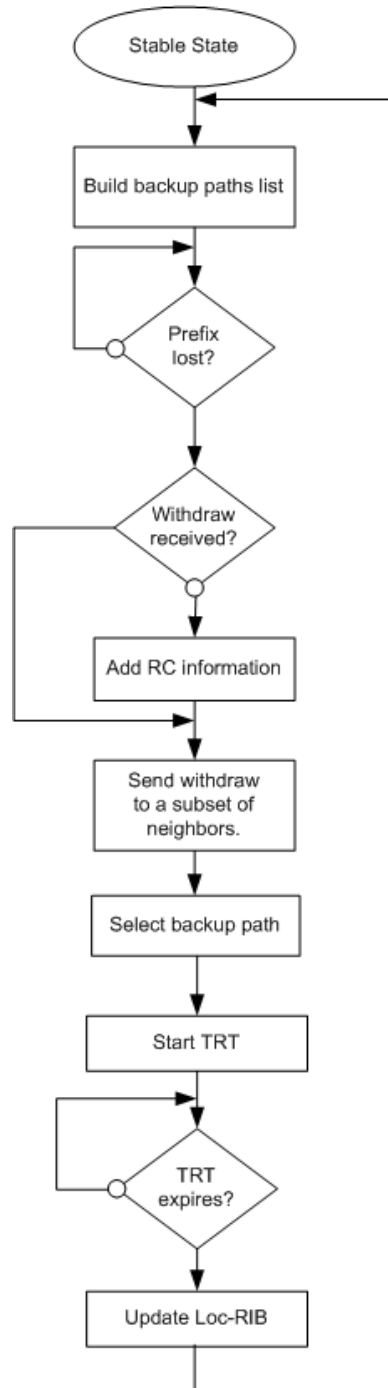 Stable State
Build backup paths list
Prefix
lost?
Withdraw
received?
Add RC information
Send withdraw
to a subset of
neighbors.
Select backup path
Start TRT
TRT
expires?
Update Loc-RIB